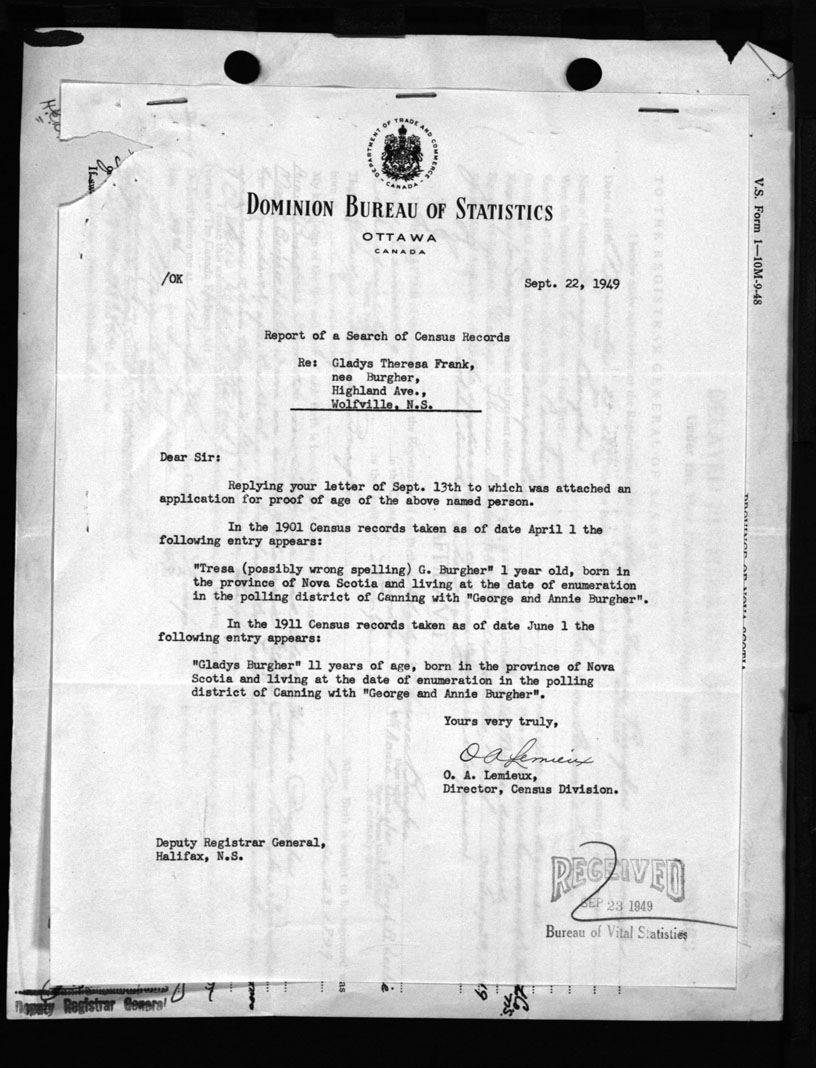 DEPARTMENT OF TRADE AND COMMERCE
CANADA
DOMINION BUREAU OF STATISTICS
OTTAWA
CANADA
/OK
Sept. 22, 1949
Report of a Search of Census Records
Re: Gladys Theresa Frank,
nee Burgher,
Highland Ave.,
Wolfville, N.S.
Dear Sir:
Replying your letter of Sept. 13th to which was attached an
application for proof of age of the above named person.
In the 1901 Census records taken as of date April 1 the
following entry appears:
"Tresa (possibly wrong spelling) G. Burgher" 1 year old, born in
the province of Nova Scotia and living at the date of enumeration
in the polling district of Canning with "George and Annie Burgher".
In the 1911 Census records taken as of date June 1 the
following entry appears:
"Gladys Burgher" 11 years of age, born in the province of Nova
Scotia and living at the date of enumeration in the polling
district of Canning with "George and Annie Burgher".
Yours very truly,
O A Lemieux
O. A. Lemieux,
Director, Census Division.
Deputy Registrar General,
Halifax, N.S.
RECEIVED
SEP 23 1949
Bureau of Vital Statistics
Deputy Registrar General
V.S. Form 1—10M-9-48